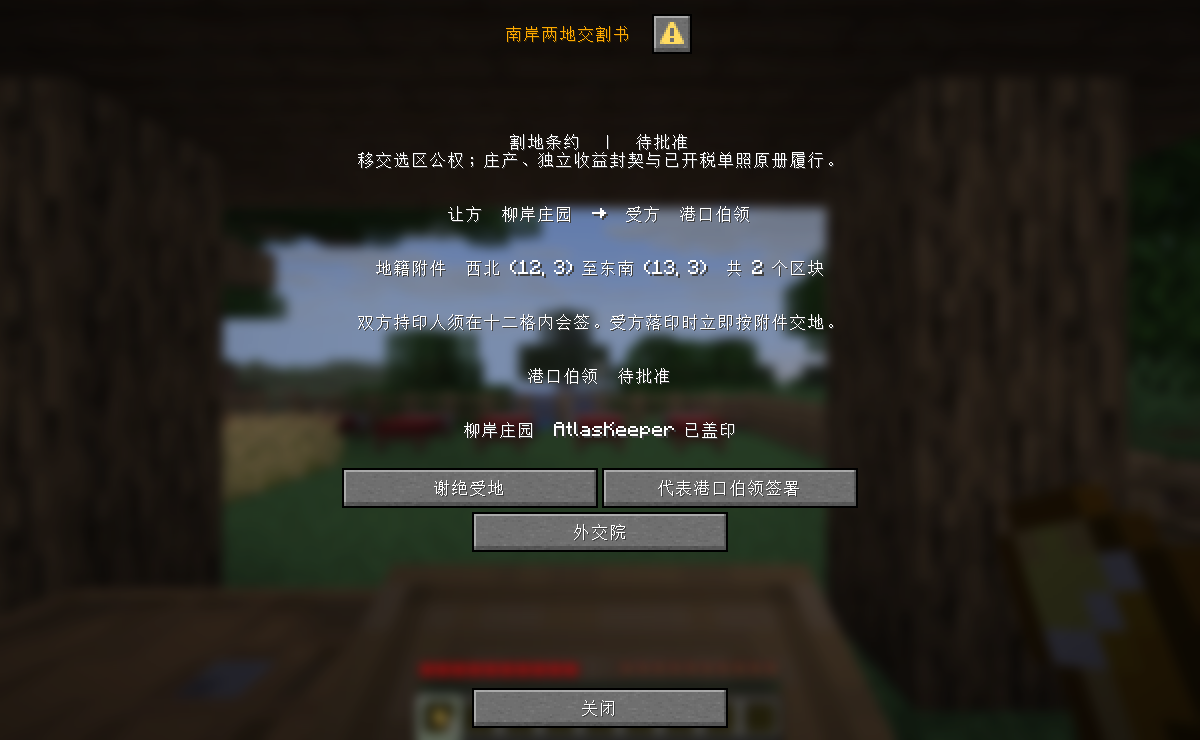 南岸两地交割书
割地条约 | 待批准
移交选区公权；庄产、独立收益封契与已开税单照原册履行。
让方 柳岸庄园 → 受方 港口伯领
地籍附件 西北 (12, 3) 至东南 (13, 3) 共 2 个区块
双方持印人须在十二格内会签。受方落印时立即按附件交地。
港口伯领 待批准
柳岸庄园 AtlasKeeper 已盖印
谢绝受地
代表港口伯领签署
外交院
关闭